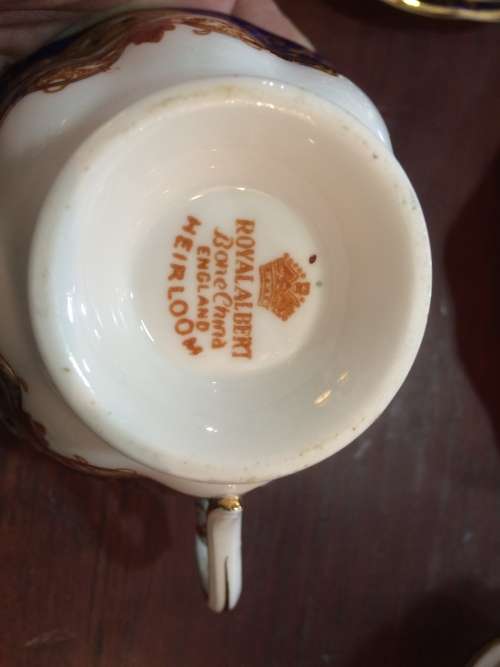 ROYAL ALBERT
Bone China
ENGLAND
HEIRLOOM